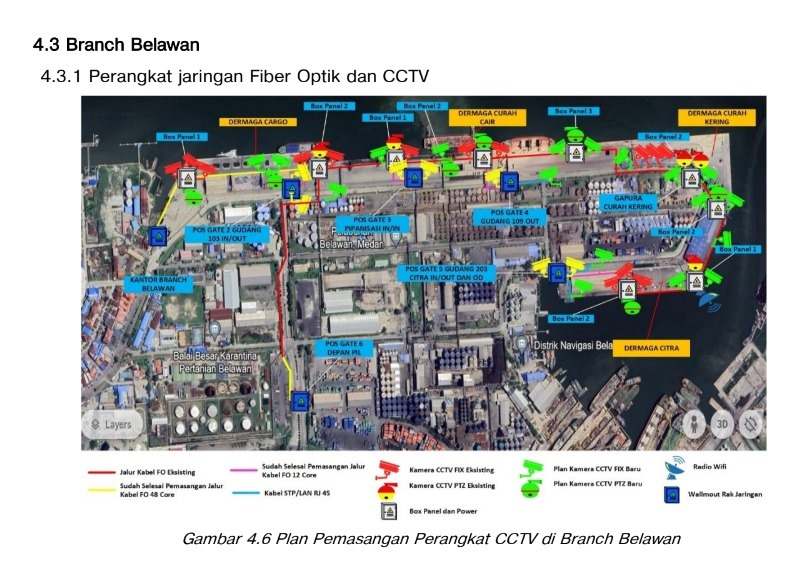 4.3 Branch Belawan
4.3.1 Perangkat jaringan Fiber Optik dan CCTV
Box Panel 1
DERMAGA CARGO
Box Panel 2
Box Panel 1
Box Panel 2
DERMAGA CURAH
CAIR
Box Panel 3
DERMAGA CURAH
KERING
Box Panel 2
POS GATE 2 GUDANG
103 IN/OUT
POS GATE 3
PIPANISASI IN/IN
POS GATE 4
GUDANG 109 OUT
GAPURA
CURAH KERING
Box Panel 2
Box Panel 1
Belawan, Medan
KANTOR BRANCH
BELAWAN
POS GATE 5 GUDANG 203
CITRA IN/OUT DAN OD
Box Panel 2
POS GATE 6
DEPAN PIL
Balai Besar Karantina
Pertanian Belawan
Distrik Navigasi Bela
DERMAGA CITRA
Layers
3D
Jalur Kabel FO Eksisting
Sudah Selesai Pemasangan Jalur
Kabel FO 48 Core
Sudah Selesai Pemasangan Jalur
Kabel FO 12 Core
Kabel STP/LAN RJ 45
Kamera CCTV FIX Eksisting
Kamera CCTV PTZ Eksisting
Box Panel dan Power
Plan Kamera CCTV FIX Baru
Plan Kamera CCTV PTZ Baru
Radio Wifi
Wallmout Rak Jaringan
Gambar 4.6 Plan Pemasangan Perangkat CCTV di Branch Belawan